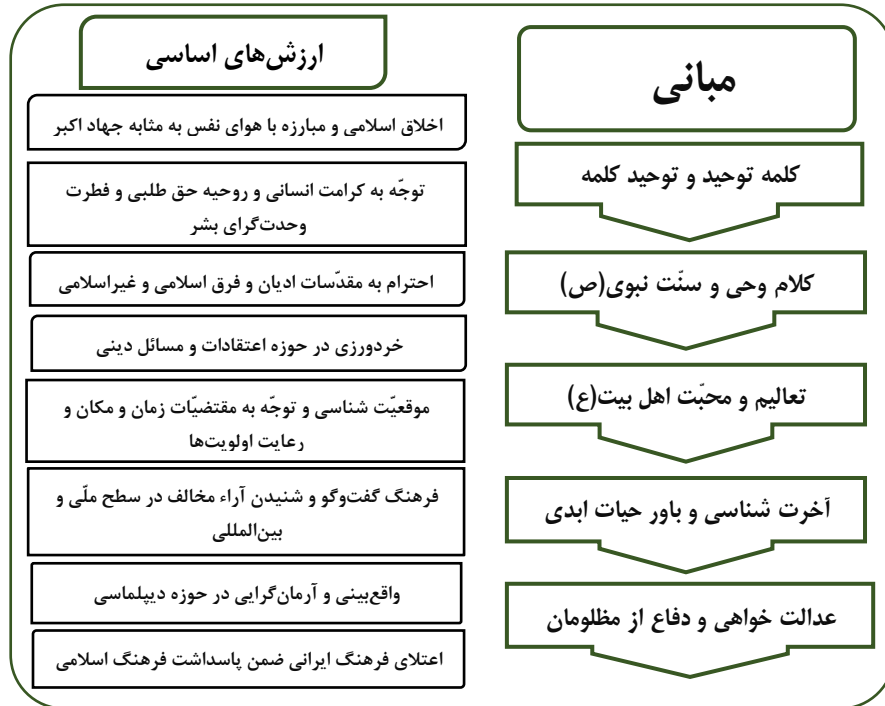 مبانی
کلمه توحید و توحید کلمه
کلام وحی و سنّت نبوی(ص)
تعالیم و محبّت اهل بیت(ع)
آخرت شناسی و باور حیات ابدی
عدالت خواهی و دفاع از مظلومان
ارزش‌های اساسی
اخلاق اسلامی و مبارزه با هوای نفس به مثابه جهاد اکبر
توجّه به کرامت انسانی و روحیه حق طلبی و فطرت
وحدت‌گرای بشر
احترام به مقدّسات ادیان و فرق اسلامی و غیراسلامی
خردورزی در حوزه اعتقادات و مسائل دینی
موقعیّت شناسی و توجّه به مقتضیّات زمان و مکان و
رعایت اولویت‌ها
فرهنگ گفت‌وگو و شنیدن آراء مخالف در سطح ملّی و
بین‌المللی
واقع‌بینی و آرمان‌گرایی در حوزه دیپلماسی
اعتلای فرهنگ ایرانی ضمن پاسداشت فرهنگ اسلامی